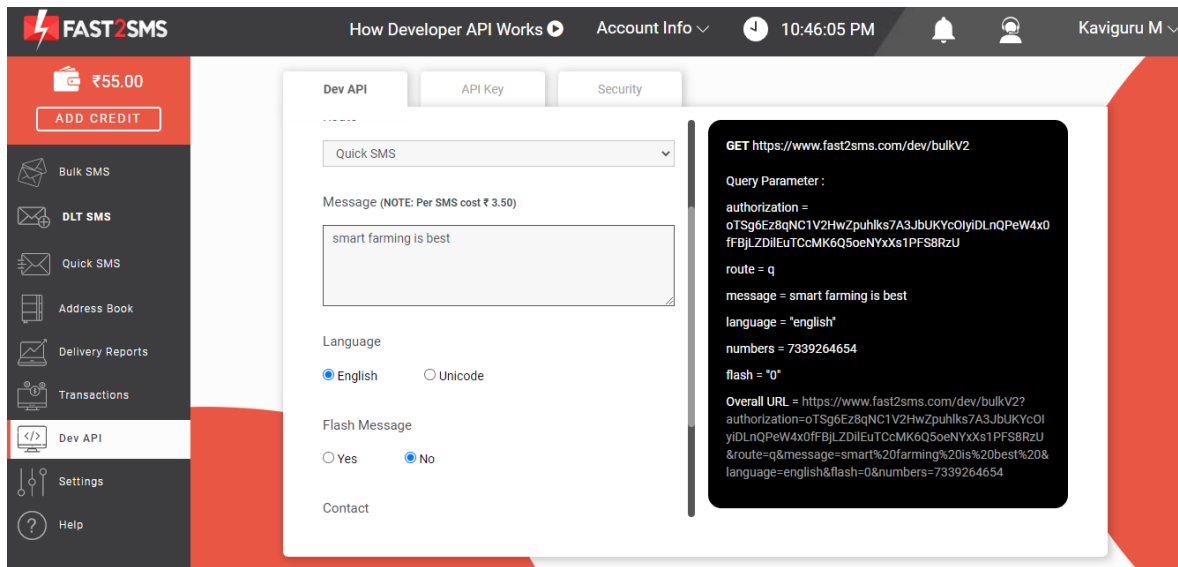 FAST2SMS
How Developer API Works
Account Info
10:46:05 PM
Kaviguru M
₹55.00
ADD CREDIT
Bulk SMS
DLT SMS
Quick SMS
Address Book
Delivery Reports
Transactions
Dev API
Settings
Help
Dev API
API Key
Security
Quick SMS
Message (NOTE: Per SMS cost ₹ 3.50)
smart farming is best
Language
English
Unicode
Flash Message
Yes
No
Contact
GET https://www.fast2sms.com/dev/bulkV2
Query Parameter :
authorization =
route = q
message = smart farming is best
language = "english"
numbers = 7339264654
flash = "0"
Overall URL = https://www.fast2sms.com/dev/bulkV2?
&route=q&message=smart%20farming%20is%20best%20&
language=english&flash=0&numbers=7339264654